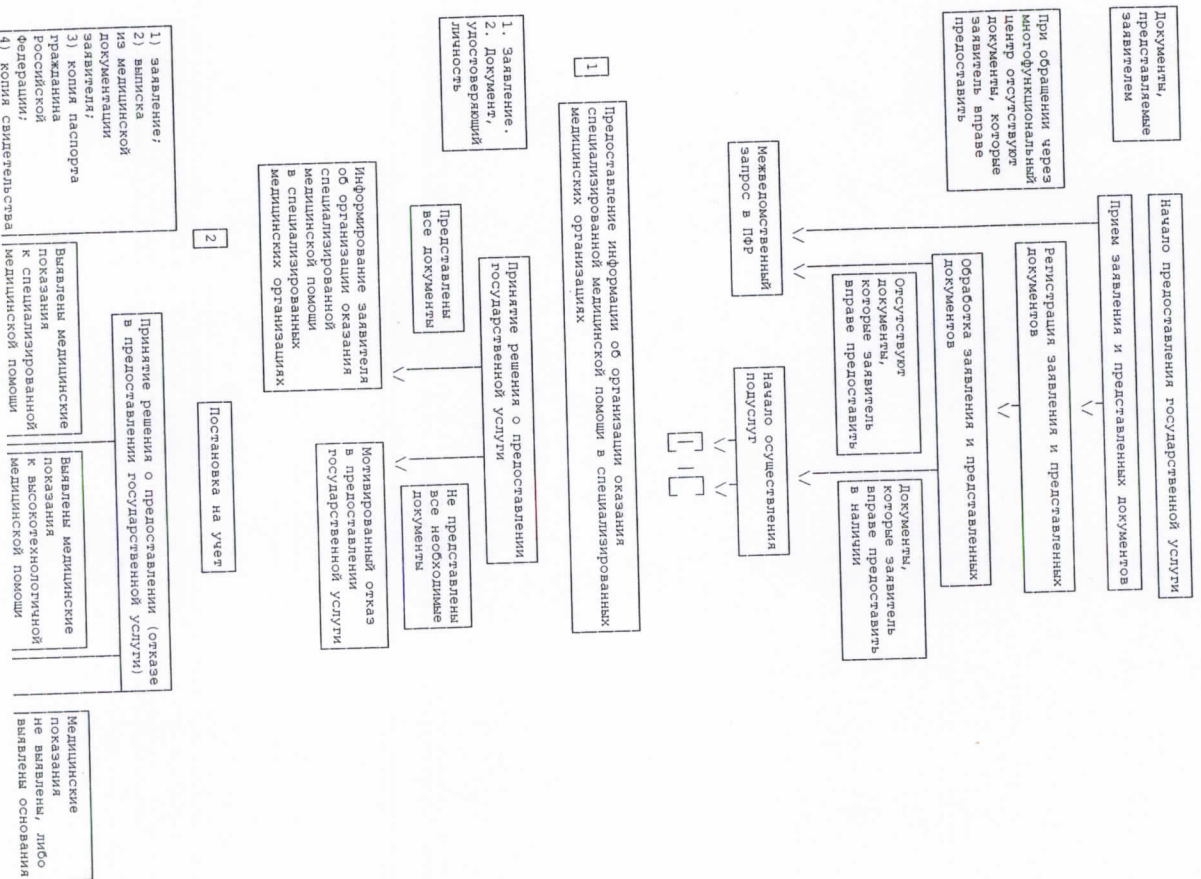 Начало предоставления государственной услуги
Документы,
представляемые
заявителем
Прием заявления и представленных документов
Регистрация заявления и представленных
документов
При обращении через
многофункциональный
центр отсутствуют
документы, которые
заявитель вправе
предоставить
Обработка заявления и представленных
документов
Отсутствуют
документы,
которые заявитель
вправе предоставить
Документы,
которые заявитель
вправе предоставить
в наличии
Межведомственный
запрос в ПФР
Начало осуществления
подуслуг
1
Предоставление информации об организации оказания
специализированной медицинской помощи в специализированных
медицинских организациях
1. Заявление.
2. Документ,
удостоверяющий
личность
Принятие решения о предоставлении
государственной услуги
Представлены
все документы
Не представлены
все необходимые
документы
Информирование заявителя
об организации оказания
специализированной
медицинской помощи
в специализированных
медицинских организациях
Мотивированный отказ
в предоставлении
государственной услуги
2
Постановка на учет
1) заявление;
2) выписка
из медицинской
документации
заявителя;
3) копия паспорта
гражданина
Российской
Федерации;
4) копия свидетельства
Принятие решения о предоставлении (отказе
в предоставлении государственной услуги)
Выявлены медицинские
показания
к специализированной
медицинской помощи
Выявлены медицинские
показания
к высокотехнологичной
медицинской помощи
Медицинские
показания
не выявлены, либо
выявлены основания